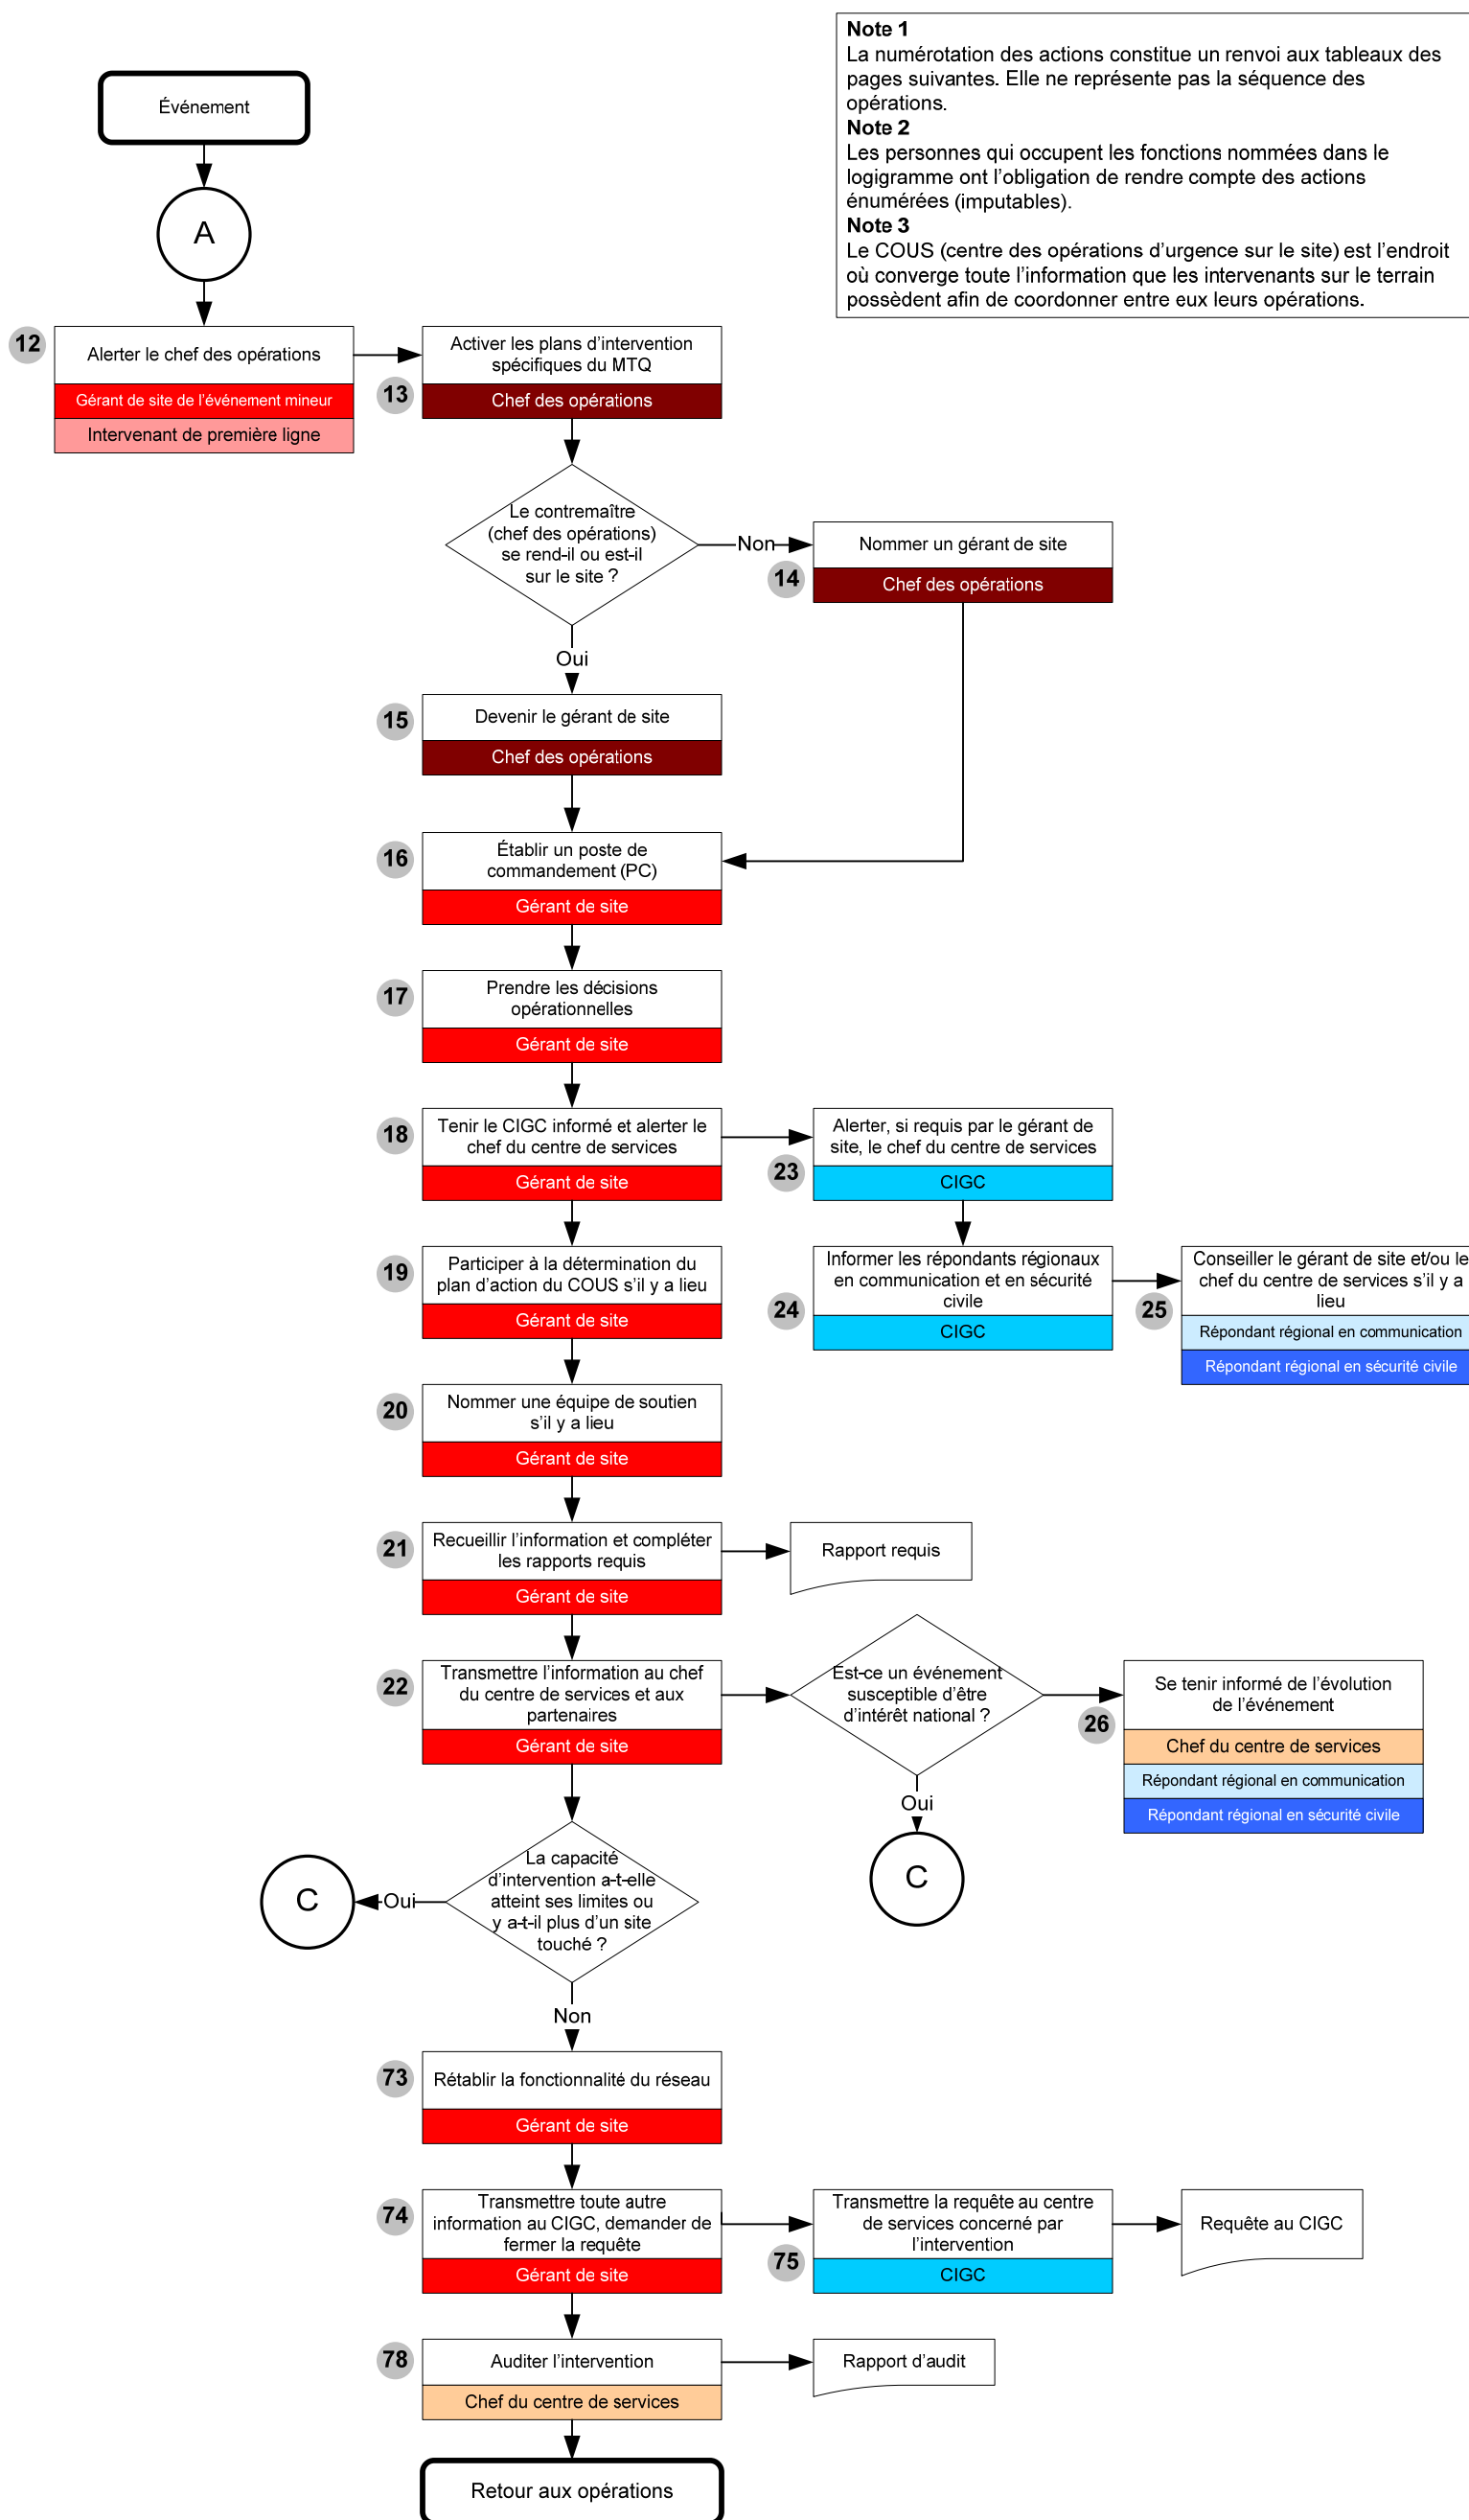 Note 1
La numérotation des actions constitue un renvoi aux tableaux des
pages suivantes. Elle ne représente pas la séquence des
opérations.
Note 2
Les personnes qui occupent les fonctions nommées dans le
logigramme ont l'obligation de rendre compte des actions
énumérées (imputables).
Note 3
Le COUS (centre des opérations d'urgence sur le site) est l'endroit
où converge toute l'information que les intervenants sur le terrain
possèdent afin de coordonner entre eux leurs opérations.
Événement
A
12
Alerter le chef des opérations
Gérant de site de l'événement mineur
Intervenant de première ligne
13
Activer les plans d'intervention
spécifiques du MTQ
Chef des opérations
Le contremaître
(chef des opérations)
se rend-il ou est-il
sur le site ?
Non
14
Nommer un gérant de site
Chef des opérations
Oui
15
Devenir le gérant de site
Chef des opérations
16
Établir un poste de
commandement (PC)
Gérant de site
17
Prendre les décisions
opérationnelles
Gérant de site
18
Tenir le CIGC informé et alerter le
chef du centre de services
Gérant de site
23
Alerter, si requis par le gérant de
site, le chef du centre de services
CIGC
19
Participer à la détermination du
plan d'action du COUS s'il y a lieu
Gérant de site
24
Informer les répondants régionaux
en communication et en sécurité
civile
CIGC
25
Conseiller le gérant de site et/ou le
chef du centre de services s'il y a
lieu
Répondant régional en communication
Répondant régional en sécurité civile
20
Nommer une équipe de soutien
s'il y a lieu
Gérant de site
21
Recueillir l'information et compléter
les rapports requis
Gérant de site
Rapport requis
22
Transmettre l'information au chef
du centre de services et aux
partenaires
Gérant de site
Est-ce un événement
susceptible d'être
d'intérêt national ?
26
Se tenir informé de l'évolution
de l'événement
Chef du centre de services
Répondant régional en communication
Répondant régional en sécurité civile
Oui
C
La capacité
d'intervention a-t-elle
atteint ses limites ou
y a-t-il plus d'un site
touché ?
Oui
C
Non
73
Rétablir la fonctionnalité du réseau
Gérant de site
74
Transmettre toute autre
information au CIGC, demander de
fermer la requête
Gérant de site
75
Transmettre la requête au centre
de services concerné par
l'intervention
CIGC
Requête au CIGC
78
Auditer l'intervention
Chef du centre de services
Rapport d'audit
Retour aux opérations